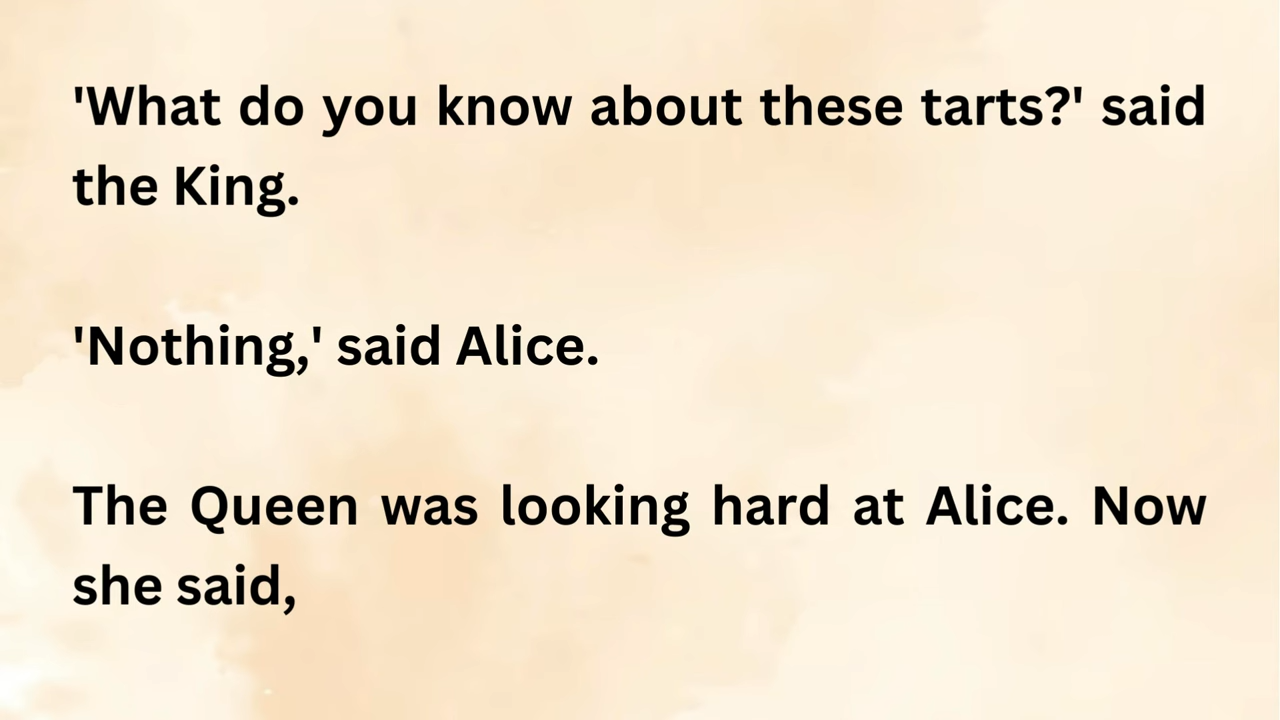 'What do you know about these tarts?' said
the King.
'Nothing,' said Alice.
The Queen was looking hard at Alice. Now
she said,